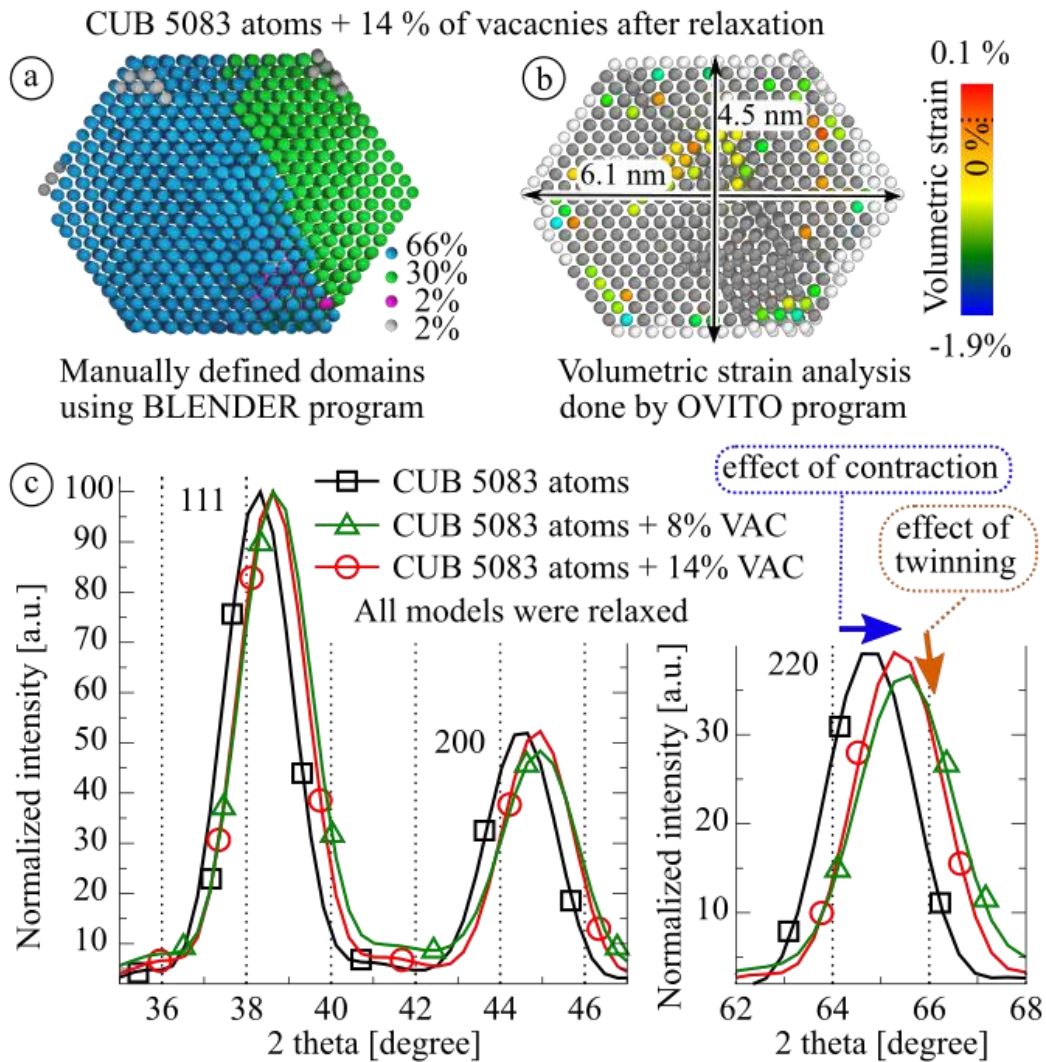 CUB 5083 atoms + 14 % of vacacnies after relaxation
a
b
0.1 %
4.5 nm
6.1 nm
0 %
Volumetric strain
-1.9%
66%
30%
2%
2%
Manually defined domains
using BLENDER program
Volumetric strain analysis
done by OVITO program
c
effect of contraction
effect of
twinning
111
CUB 5083 atoms
CUB 5083 atoms + 8% VAC
CUB 5083 atoms + 14% VAC
All models were relaxed
200
220
Normalized intensity [a.u.]
100
90
80
70
60
50
40
30
20
10
36
38
40
42
44
46
2 theta [degree]
Normalized intensity [a.u.]
30
20
10
62
64
66
68
2 theta [degree]